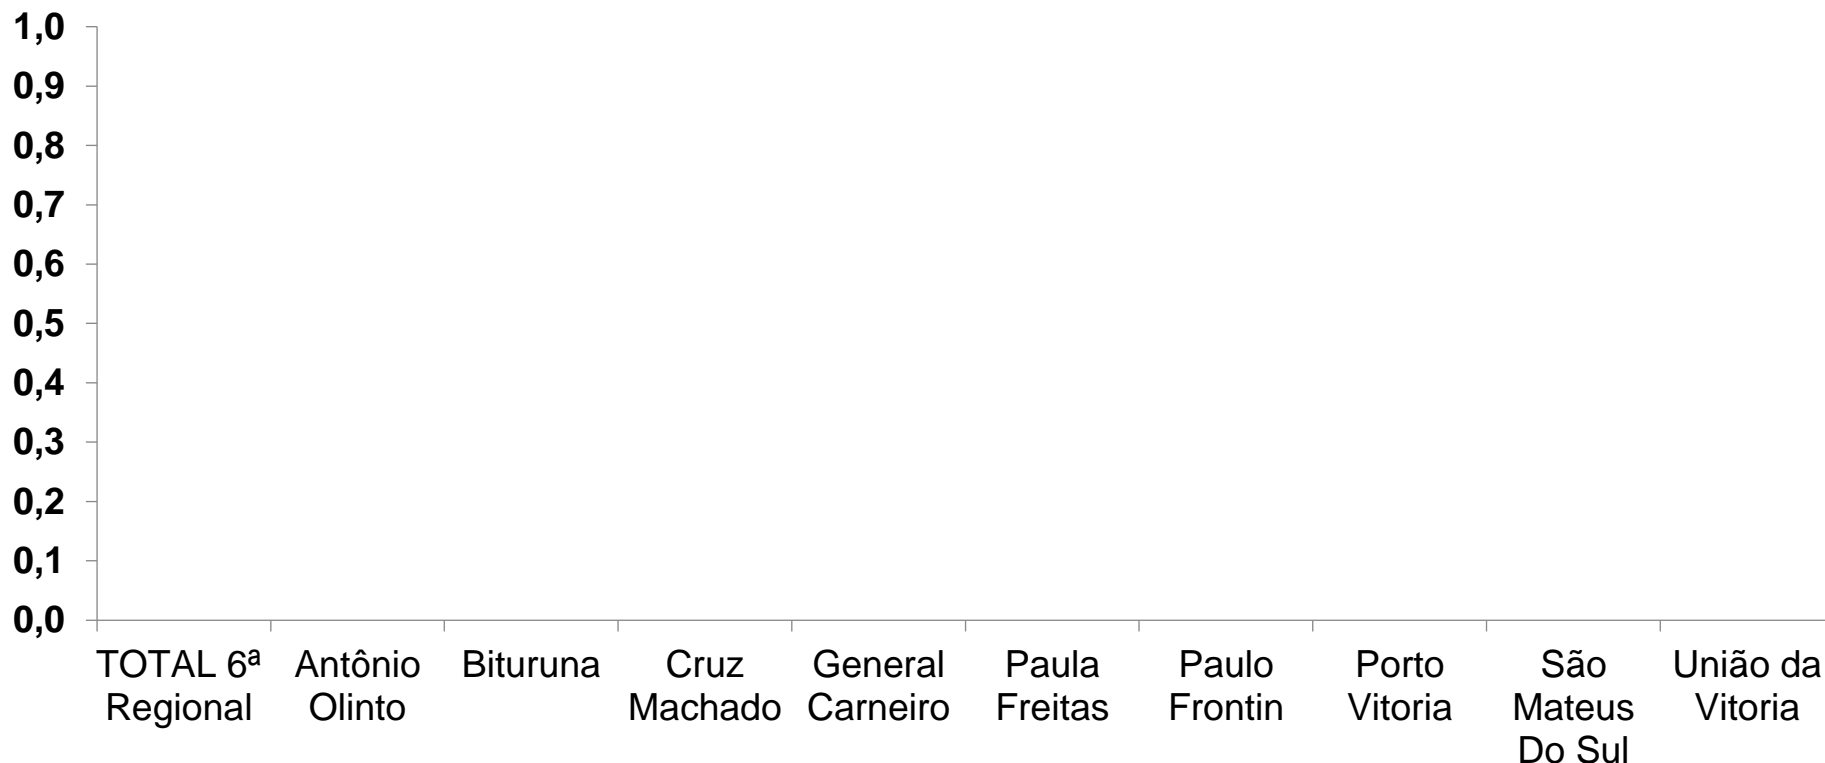 1,0
0,9
0,8
0,7
0,6
0,5
0,4
0,3
0,2
0,1
0,0
TOTAL 6ª
Regional
Antônio
Olinto
Bituruna
Cruz
Machado
General
Carneiro
Paula
Freitas
Paulo
Frontin
Porto
Vitoria
São
Mateus
Do Sul
União da
Vitoria